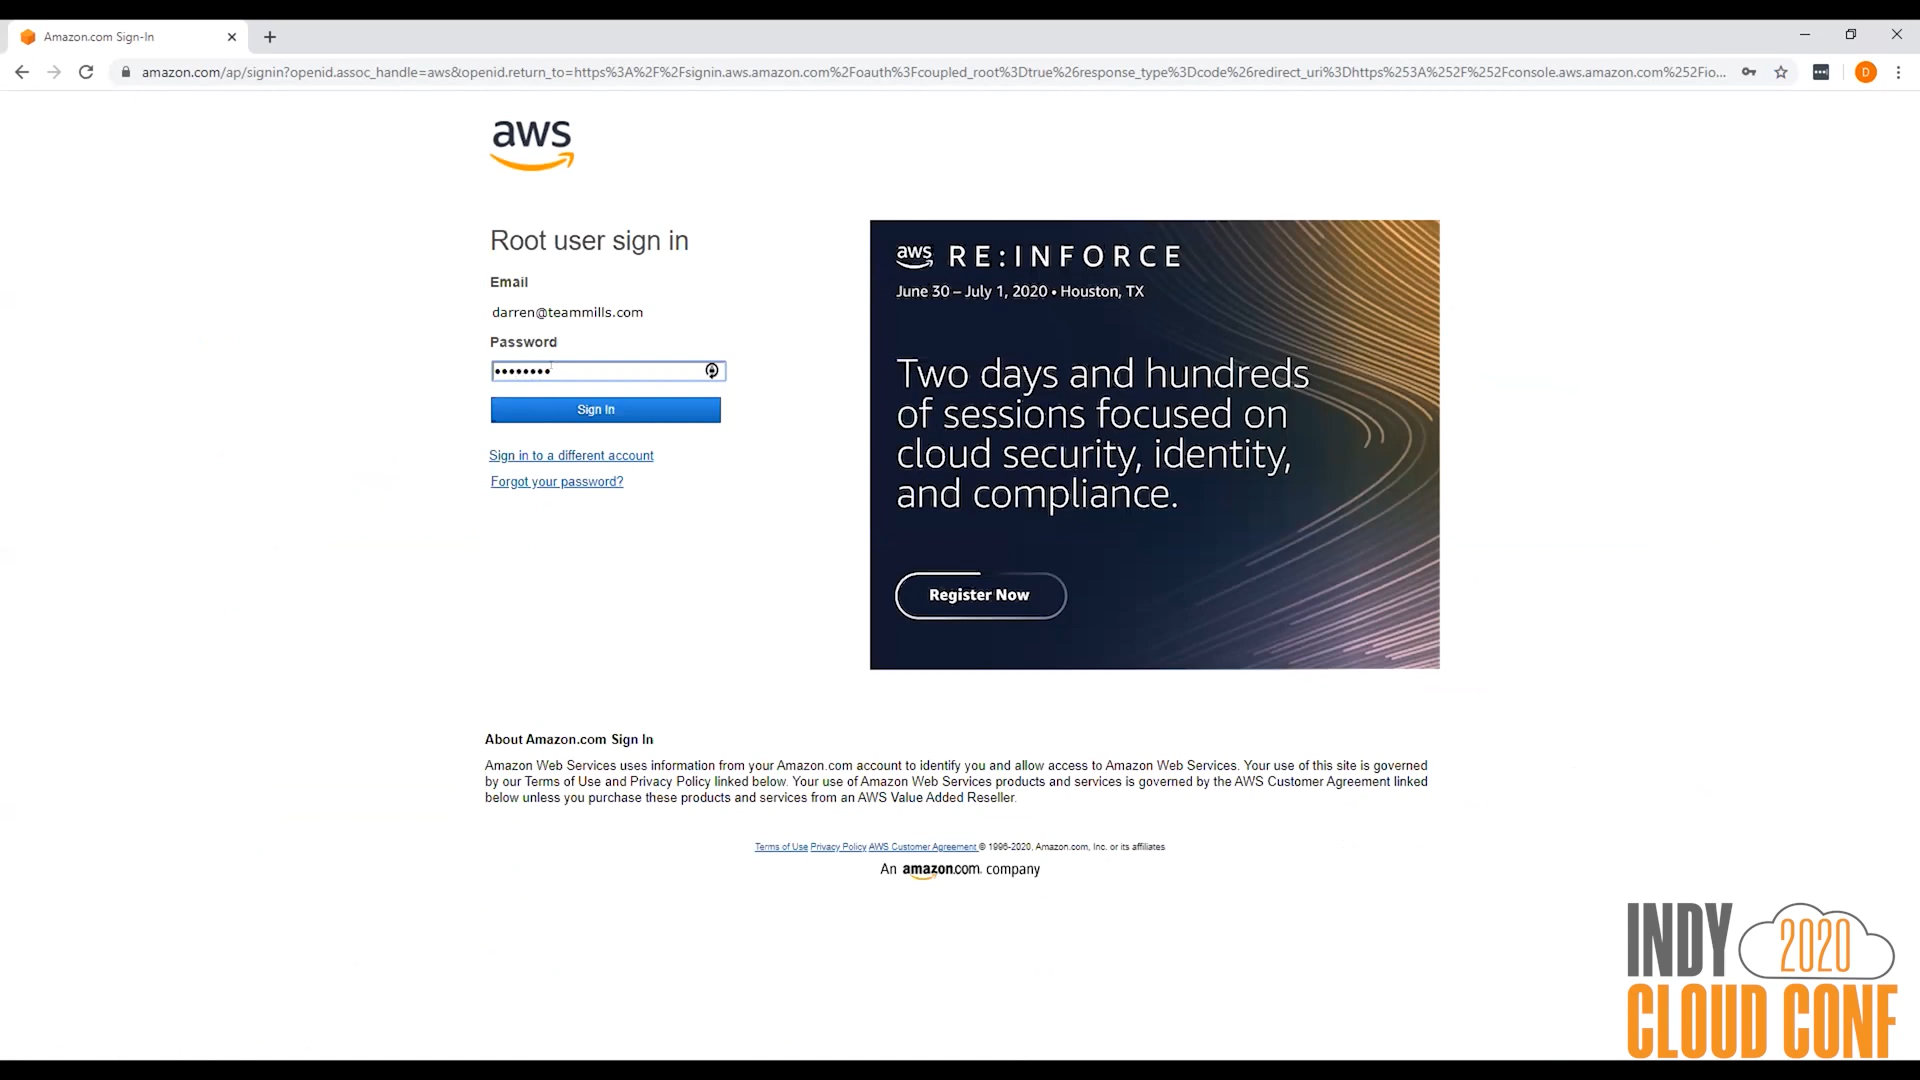 Amazon.com Sign-In
amazon.com/ap/signin?openid.assoc_handle=aws&openid.return_to=https%3A%2F%2Fsignin.aws.amazon.com%2Foauth%3Fcoupled_root%3Dtrue%26response_type%3Dcode%26redirect_uri%3Dhttps%253A%252F%252Fconsole.aws.amazon.com%252Fio...
D
aws
Root user sign in
Email
darren@teammills.com
Password
••••••••
Sign In
Sign in to a different account
Forgot your password?
aws RE:INFORCE
June 30 – July 1, 2020 • Houston, TX
Two days and hundreds
of sessions focused on
cloud security, identity,
and compliance.
Register Now
About Amazon.com Sign In
Amazon Web Services uses information from your Amazon.com account to identify you and allow access to Amazon Web Services. Your use of this site is governed
by our Terms of Use and Privacy Policy linked below. Your use of Amazon Web Services products and services is governed by the AWS Customer Agreement linked
below unless you purchase these products and services from an AWS Value Added Reseller.
Terms of Use Privacy Policy AWS Customer Agreement © 1996-2020, Amazon.com, Inc. or its affiliates
An amazon.com. company
INDY 2020
CLOUD CONF